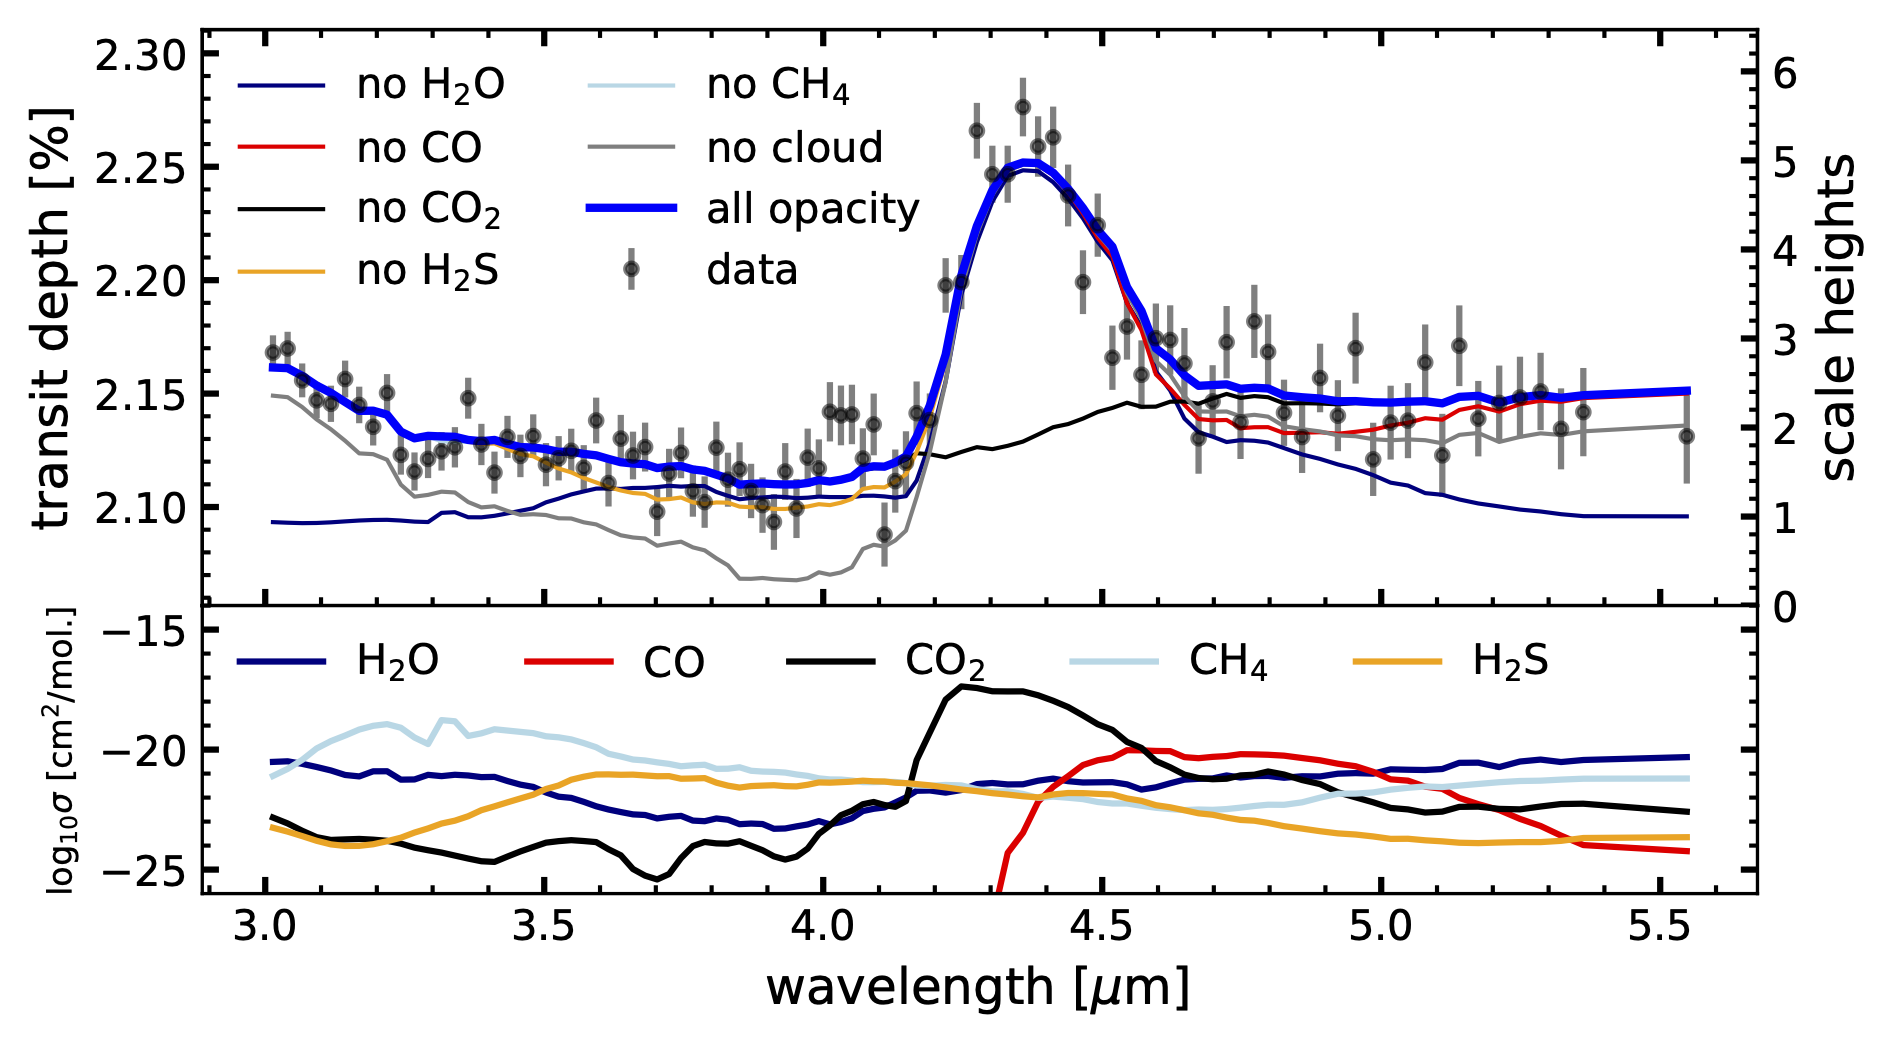 transit depth [%]
2.30
2.25
2.20
2.15
2.10
no H₂O
no CO
no CO₂
no H₂S
no CH₄
no cloud
all opacity
data
6
5
4
3
2
1
0
scale heights
log₁₀σ [cm²/mol.]
−15
−20
−25
H₂O CO CO₂ CH₄ H₂S
3.0 3.5 4.0 4.5 5.0 5.5
wavelength [μm]